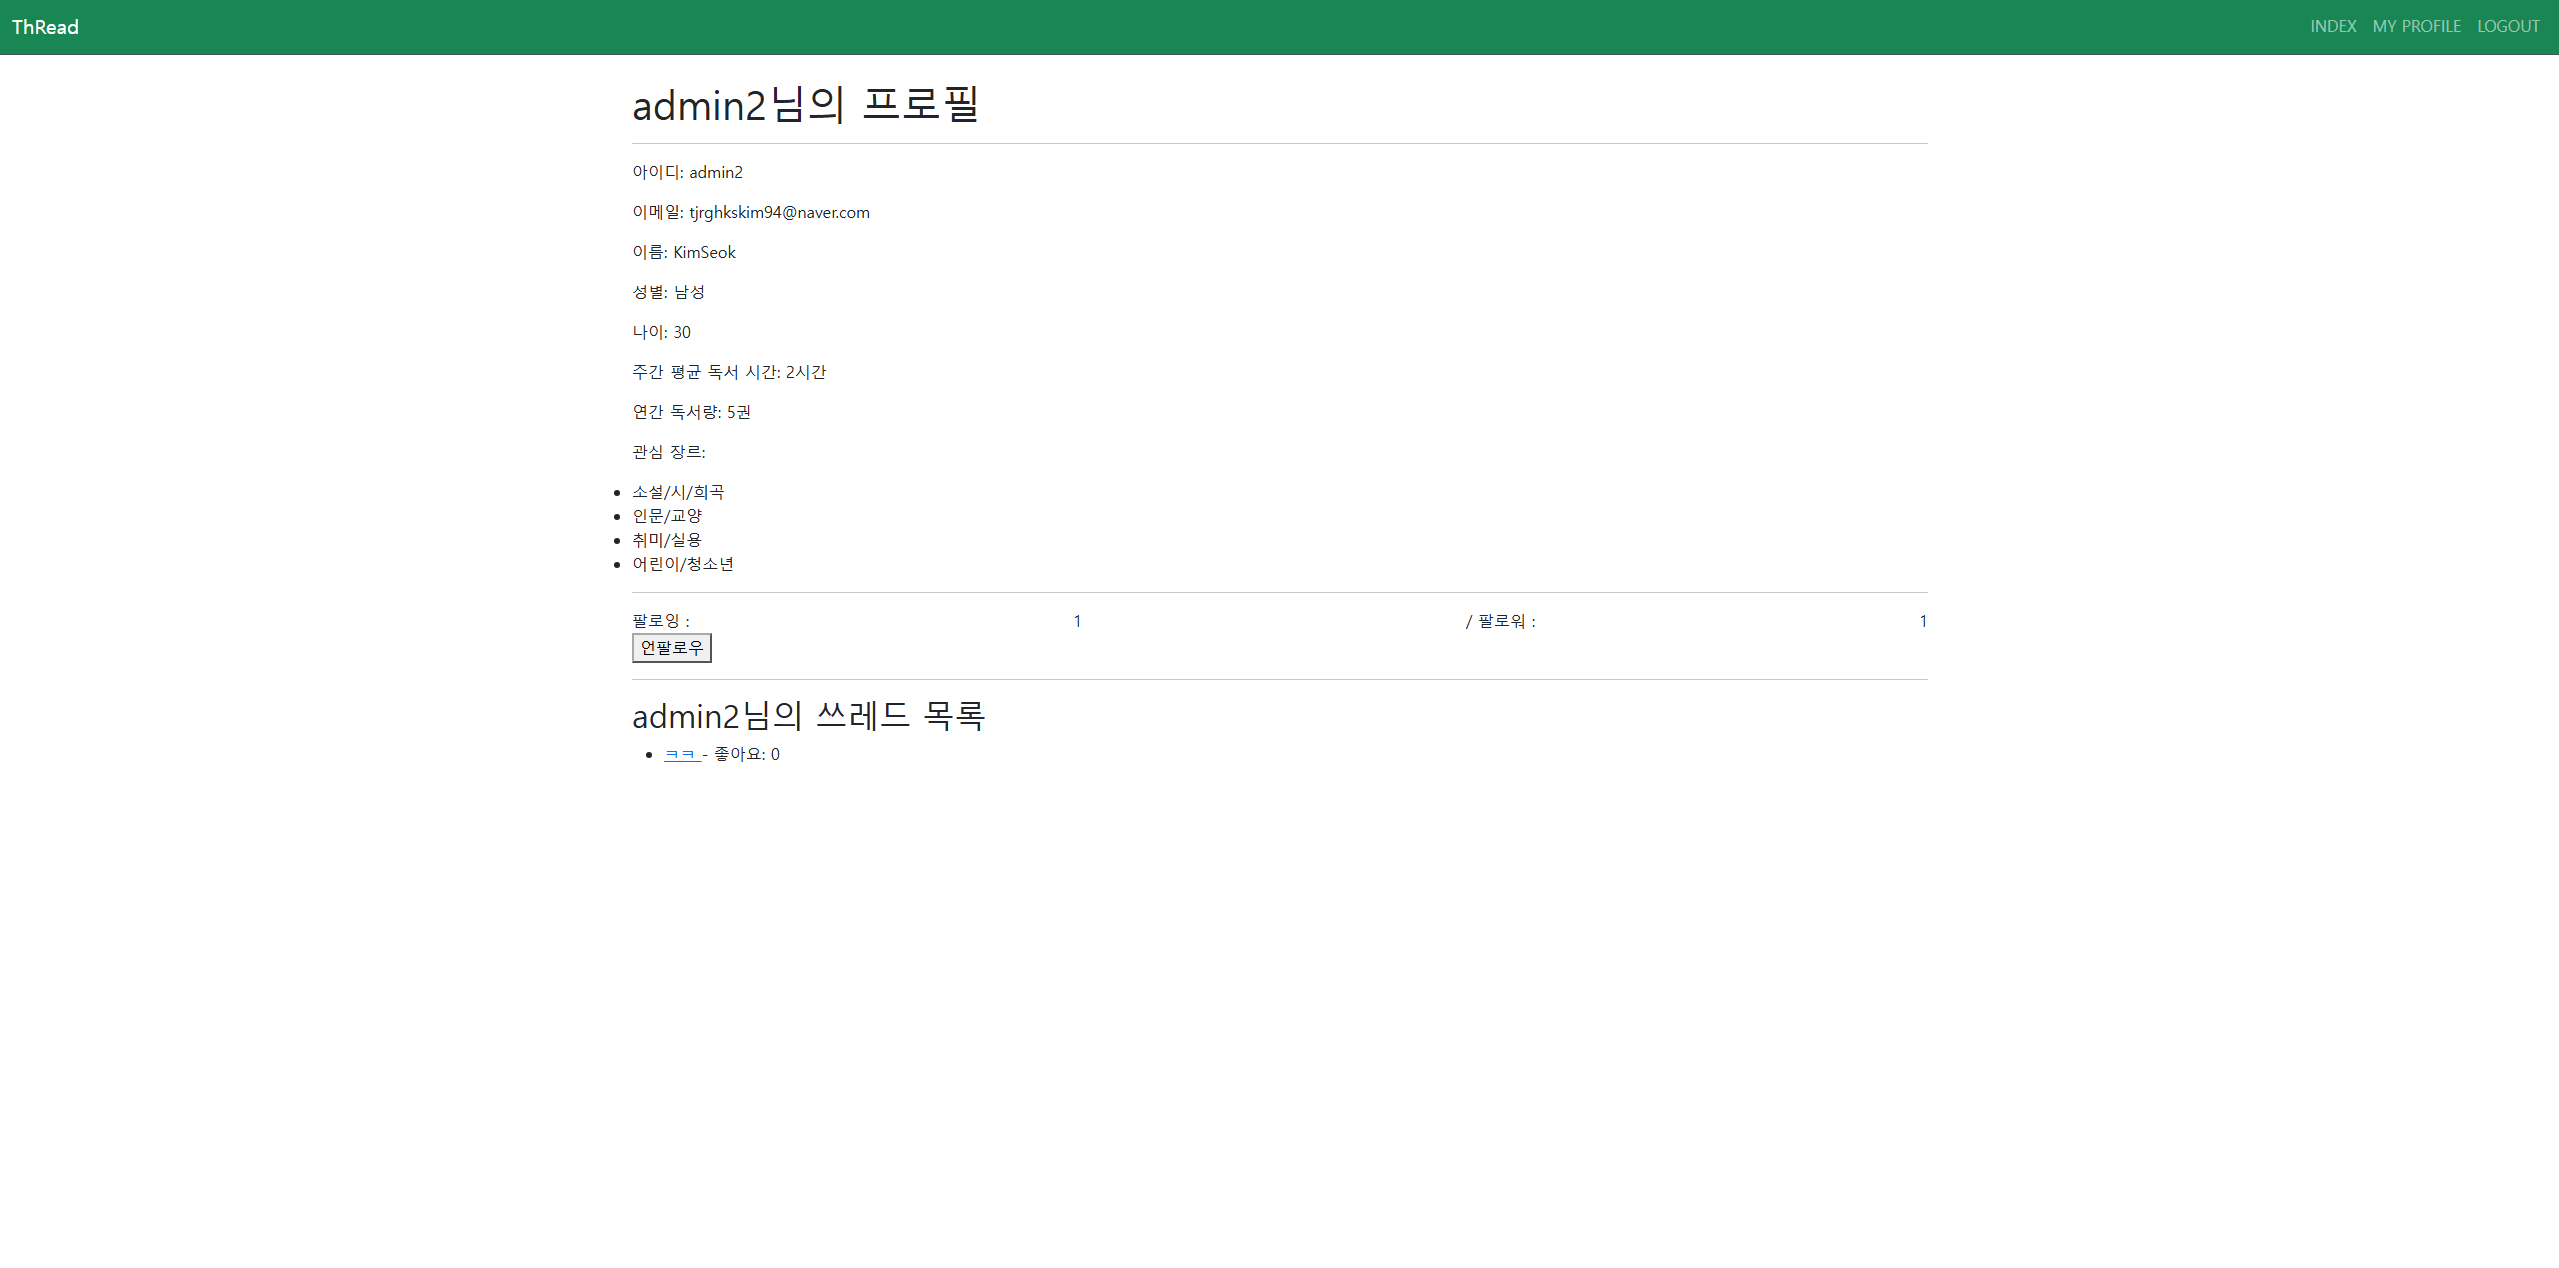 ThRead INDEX MY PROFILE LOGOUT
admin2님의 프로필
아이디: admin2
이메일: tjrghkskim94@naver.com
이름: KimSeok
성별: 남성
나이: 30
주간 평균 독서 시간: 2시간
연간 독서량: 5권
관심 장르:
소설/시/희곡
인문/교양
취미/실용
어린이/청소년
팔로잉 : 1 / 팔로워 : 1
언팔로우
admin2님의 쓰레드 목록
ㅋㅋ - 좋아요: 0